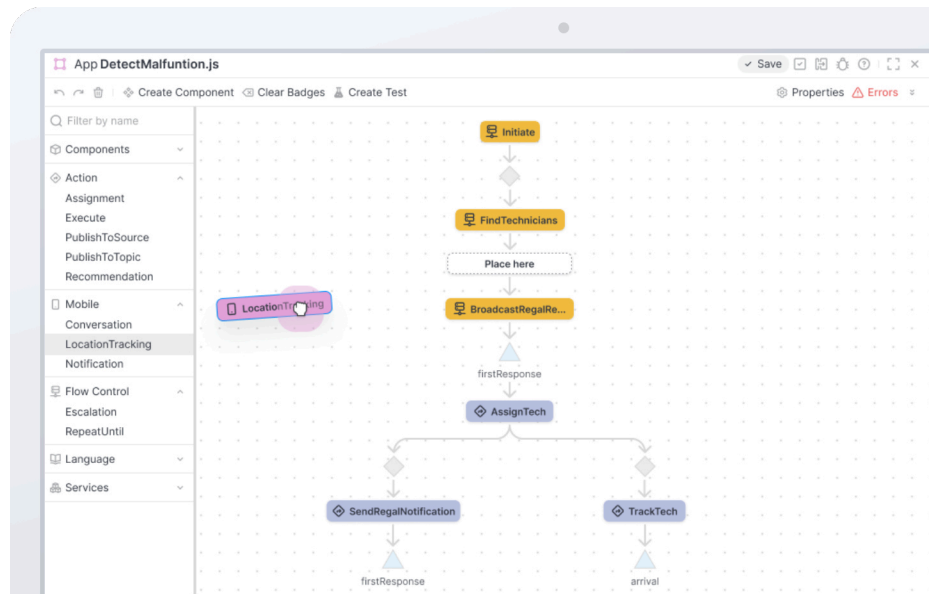 App DetectMalfuntion.js
Save
Create Component
Clear Badges
Create Test
Properties
Errors
Filter by name
Components
Action
Assignment
Execute
PublishToSource
PublishToTopic
Recommendation
Mobile
Conversation
LocationTracking
Notification
Flow Control
Escalation
RepeatUntil
Language
Services
Initiate
FindTechnicians
Place here
LocationTracking
BroadcastRegalRe...
firstResponse
AssignTech
SendRegalNotification
TrackTech
firstResponse
arrival